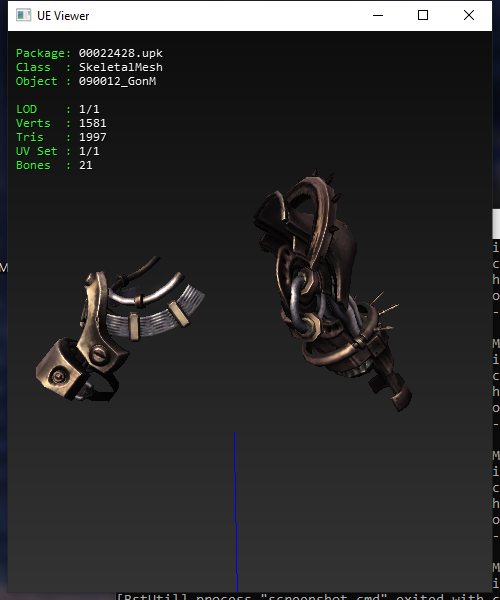 UE Viewer
Package: 00022428.upk
Class  : SkeletalMesh
Object : 090012_GonM
LOD    : 1/1
Verts  : 1581
Tris   : 1997
UV Set : 1/1
Bones  : 21
M
i
c
h
o
-
M
i
c
h
o
-
M
i
c
h
o
-
M
i
[BstUtil] process "screenshot.cmd" exited with c